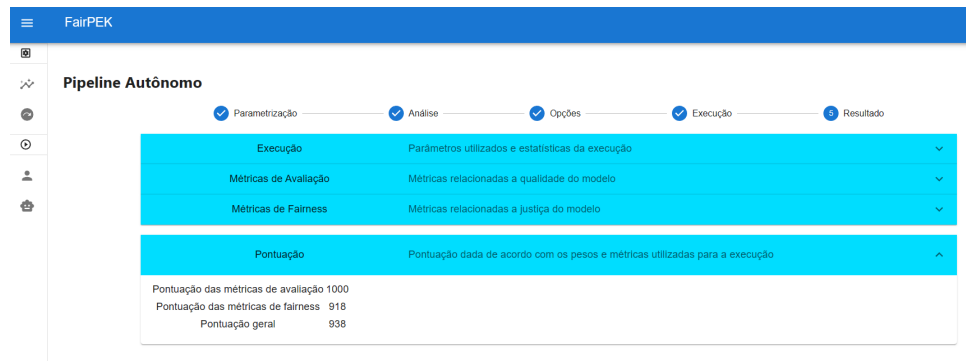 FairPEK
Pipeline Autônomo
Parametrização Análise Opções Execução 5 Resultado
Execução Parâmetros utilizados e estatísticas da execução
Métricas de Avaliação Métricas relacionadas a qualidade do modelo
Métricas de Fairness Métricas relacionadas a justiça do modelo
Pontuação Pontuação dada de acordo com os pesos e métricas utilizadas para a execução
Pontuação das métricas de avaliação 1000
Pontuação das métricas de fairness 918
Pontuação geral 938